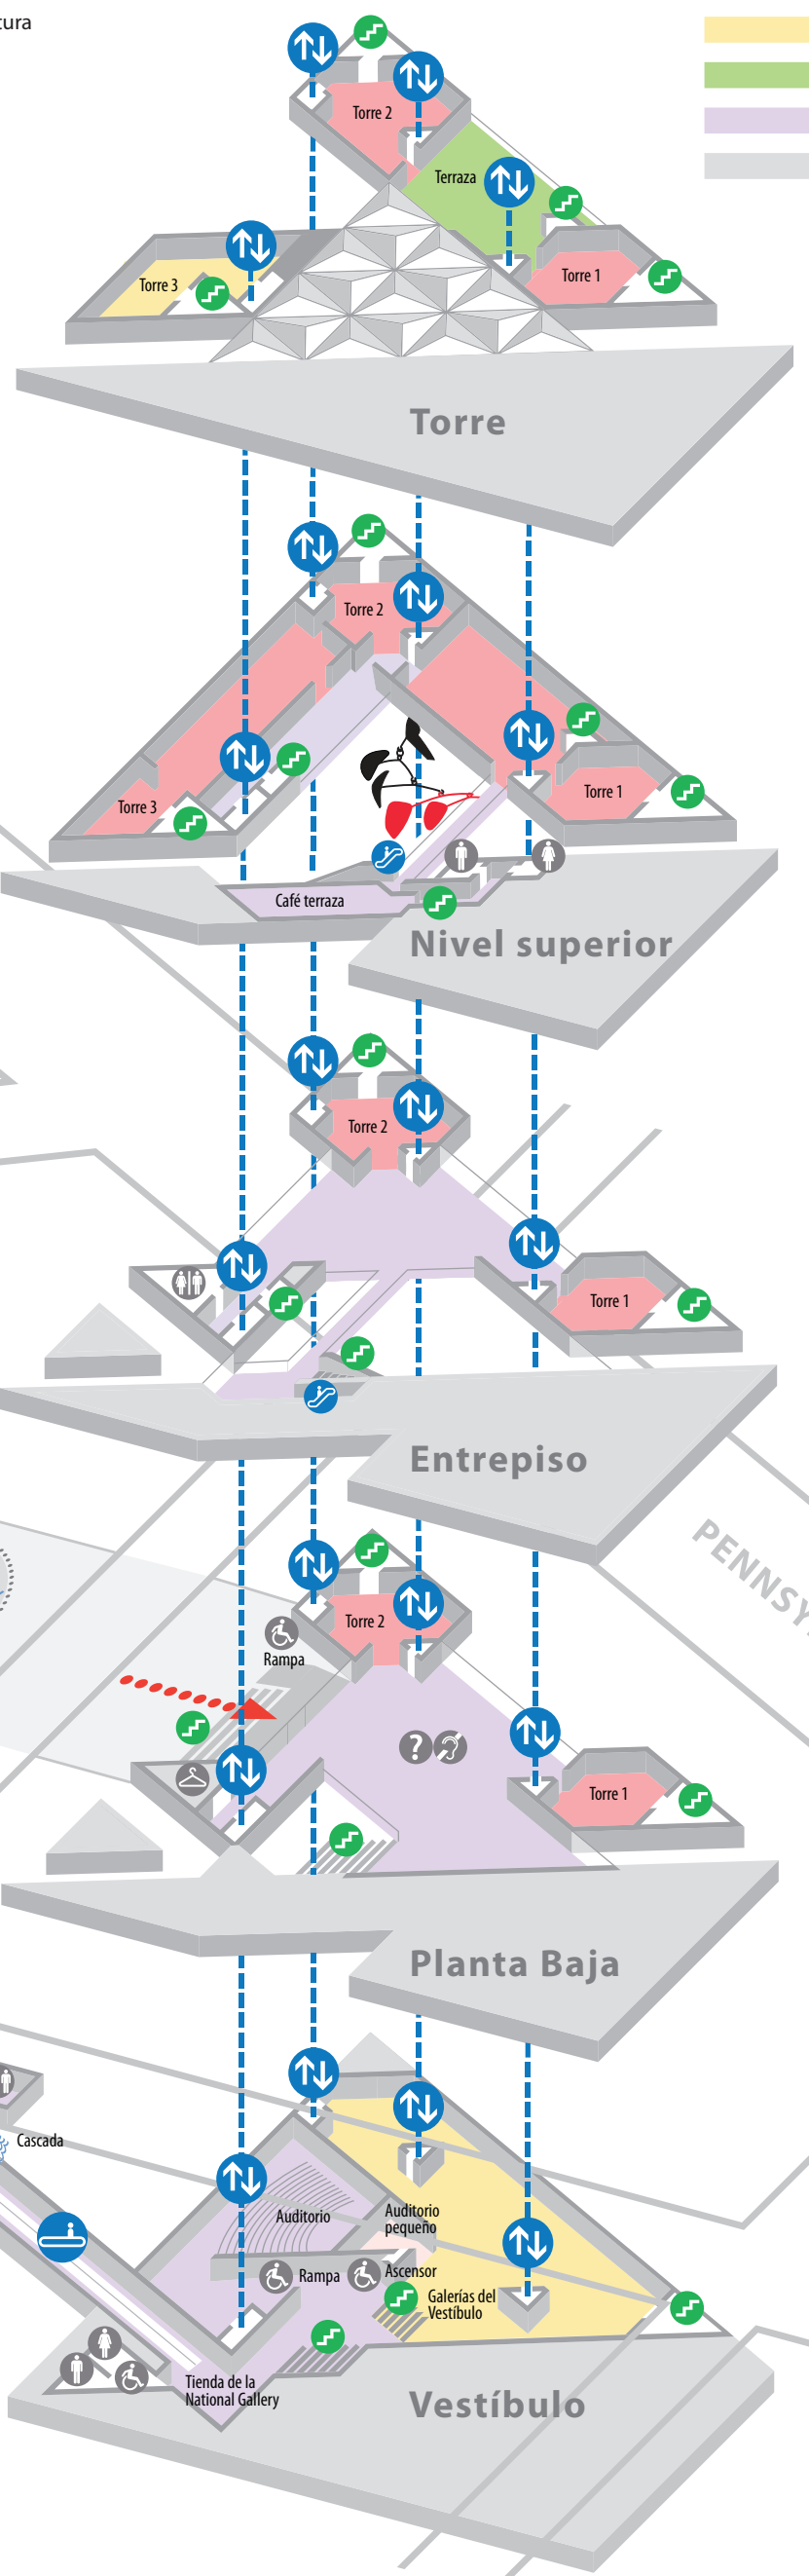 Torre 2
Terraza
Torre 3
Torre 1
Torre
Torre 2
Torre 3
Torre 1
Café terraza
Nivel superior
Torre 2
Torre 1
Entrepiso
Torre 2
Rampa
?
Torre 1
Planta Baja
Cascada
Auditorio
Auditorio
pequeño
Rampa
Ascensor
Galerías del
Vestíbulo
Tienda de la
National Gallery
Vestíbulo